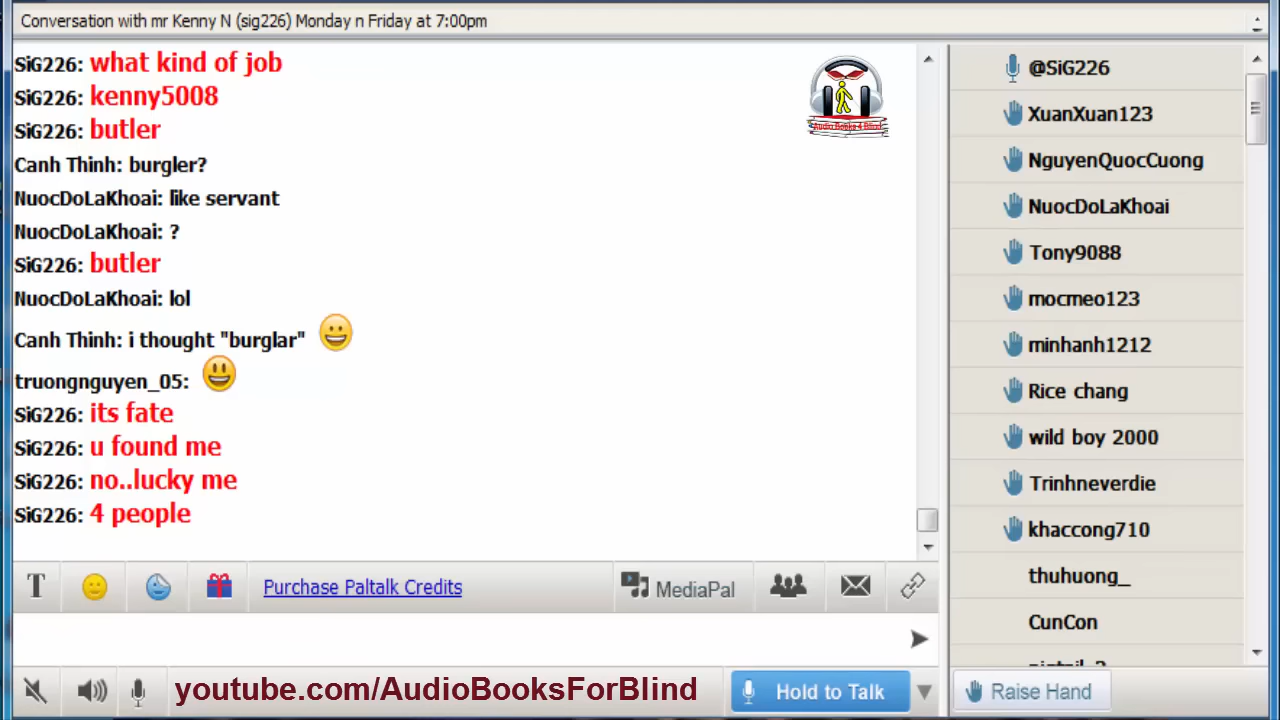 Conversation with mr Kenny N (sig226) Monday n Friday at 7:00pm
SiG226: what kind of job
SiG226: kenny5008
SiG226: butler
Canh Thinh: burgler?
NuocDoLaKhoai: like servant
NuocDoLaKhoai: ?
SiG226: butler
NuocDoLaKhoai: lol
Canh Thinh: i thought "burglar"
truongnguyen_05:
SiG226: its fate
SiG226: u found me
SiG226: no..lucky me
SiG226: 4 people
Audio Books 4 Blind
@SiG226
XuanXuan123
NguyenQuocCuong
NuocDoLaKhoai
Tony9088
mocmeo123
minhanh1212
Rice chang
wild boy 2000
Trinhneverdie
khaccong710
thuhuong_
CunCon
T
Purchase Paltalk Credits
MediaPal
youtube.com/AudioBooksForBlind
Hold to Talk
Raise Hand